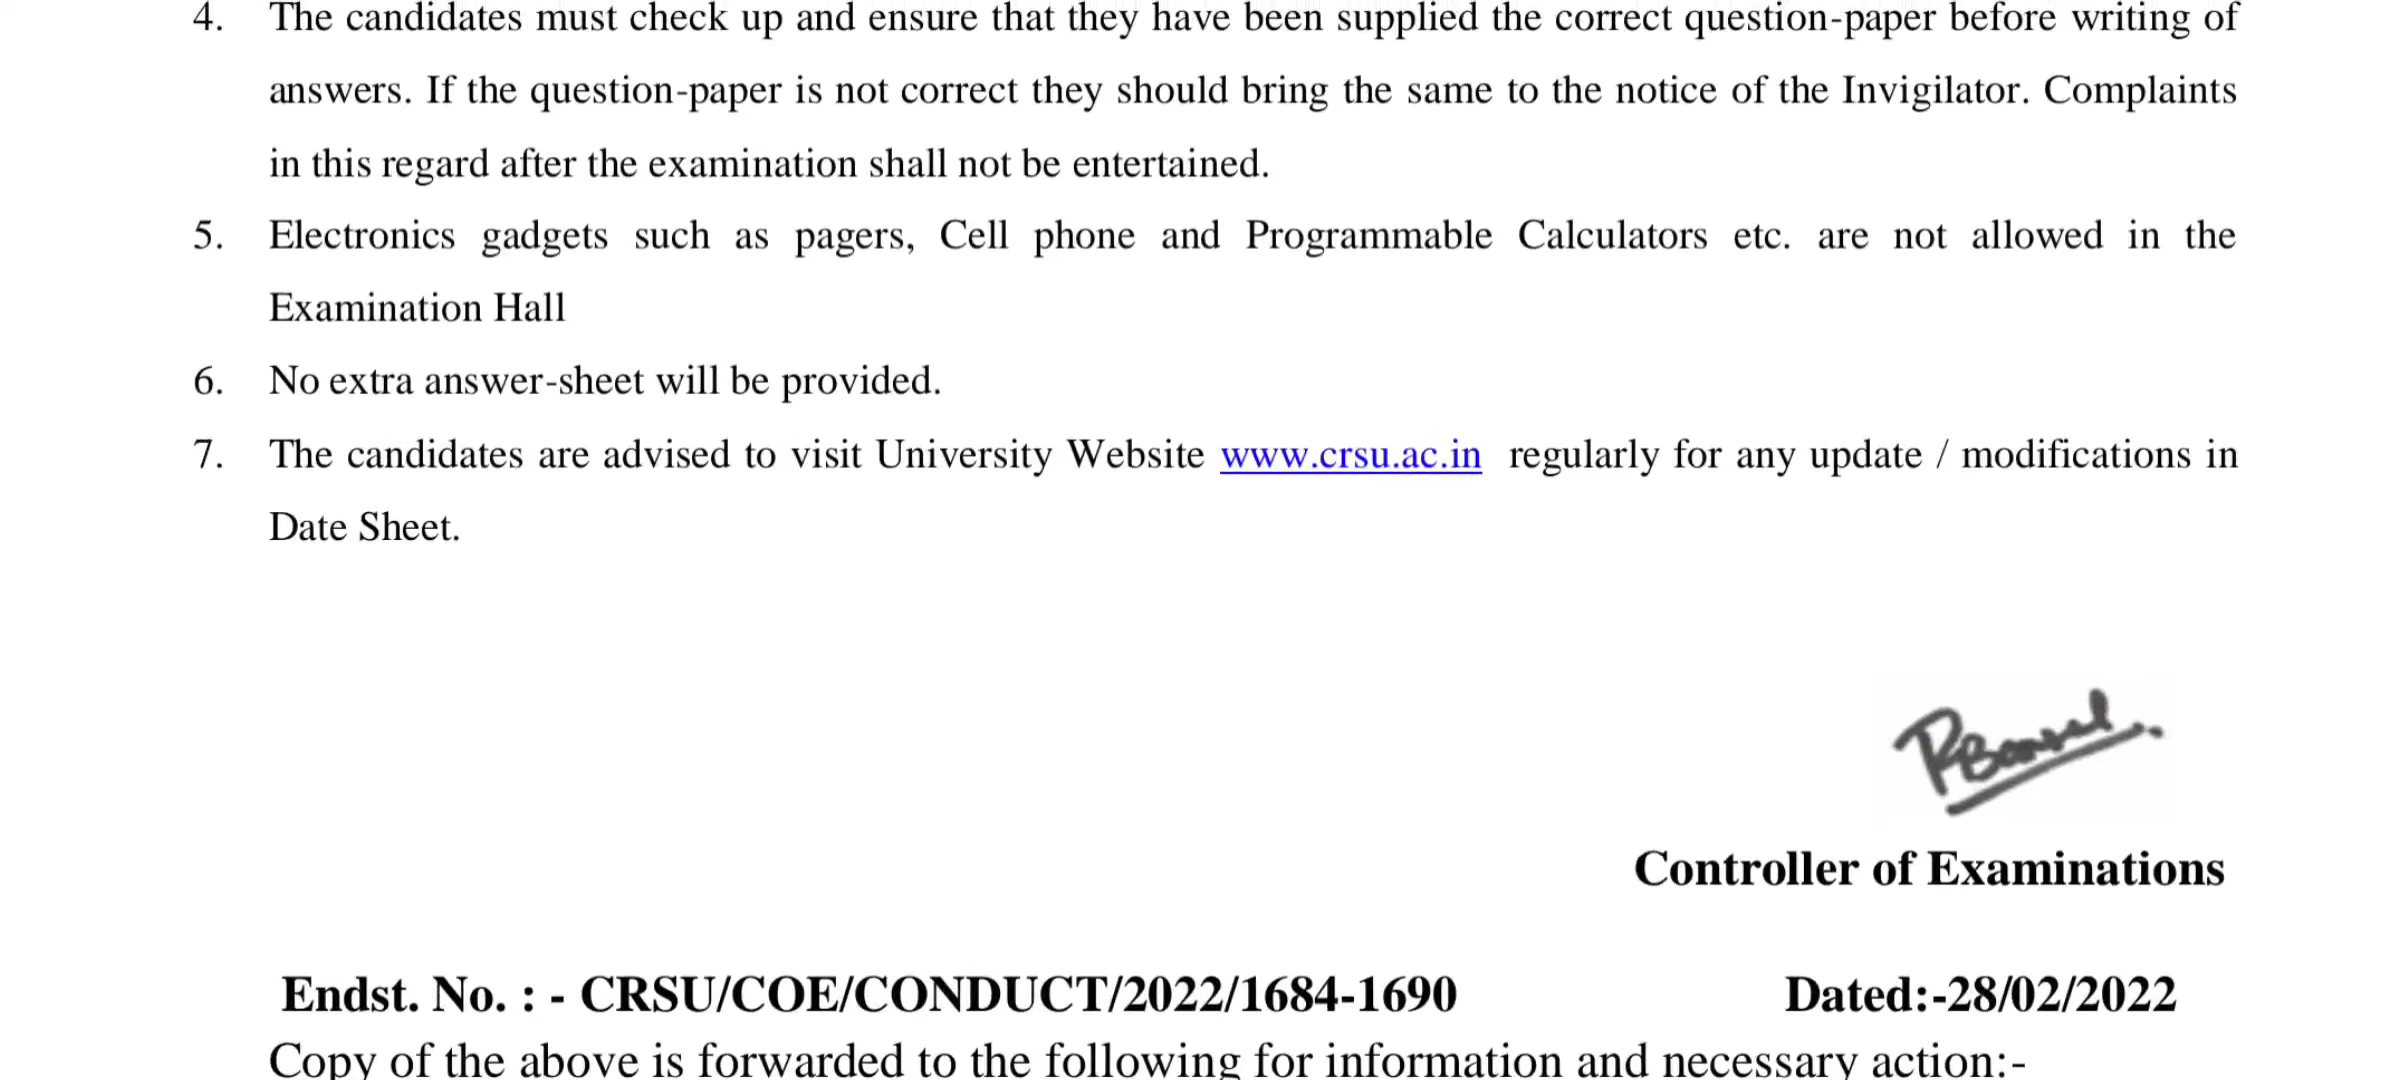 4. The candidates must check up and ensure that they have been supplied the correct question-paper before writing of
answers. If the question-paper is not correct they should bring the same to the notice of the Invigilator. Complaints
in this regard after the examination shall not be entertained.
5. Electronics gadgets such as pagers, Cell phone and Programmable Calculators etc. are not allowed in the
Examination Hall
6. No extra answer-sheet will be provided.
7. The candidates are advised to visit University Website www.crsu.ac.in regularly for any update / modifications in
Date Sheet.
RBansal
Controller of Examinations
Endst. No. : - CRSU/COE/CONDUCT/2022/1684-1690 Dated:-28/02/2022
Copy of the above is forwarded to the following for information and necessary action:-